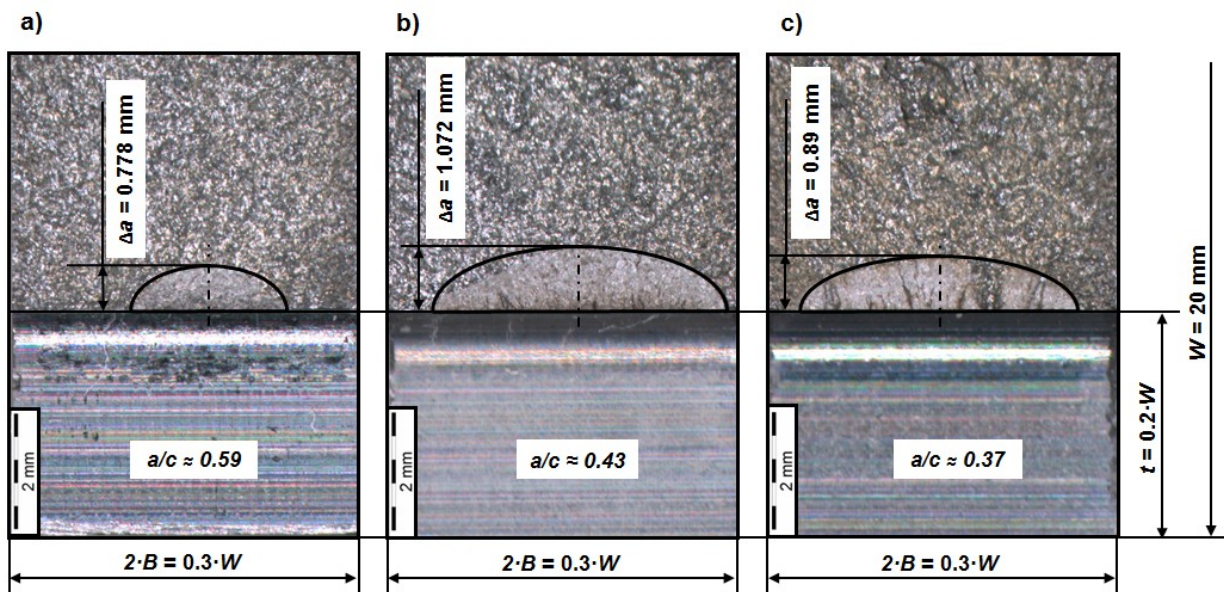 a)
b)
c)
Δa = 0.778 mm
Δa = 1.072 mm
Δa = 0.89 mm
W = 20 mm
t = 0.2·W
2 mm
2 mm
2 mm
a/c ≈ 0.59
a/c ≈ 0.43
a/c ≈ 0.37
2·B = 0.3·W
2·B = 0.3·W
2·B = 0.3·W